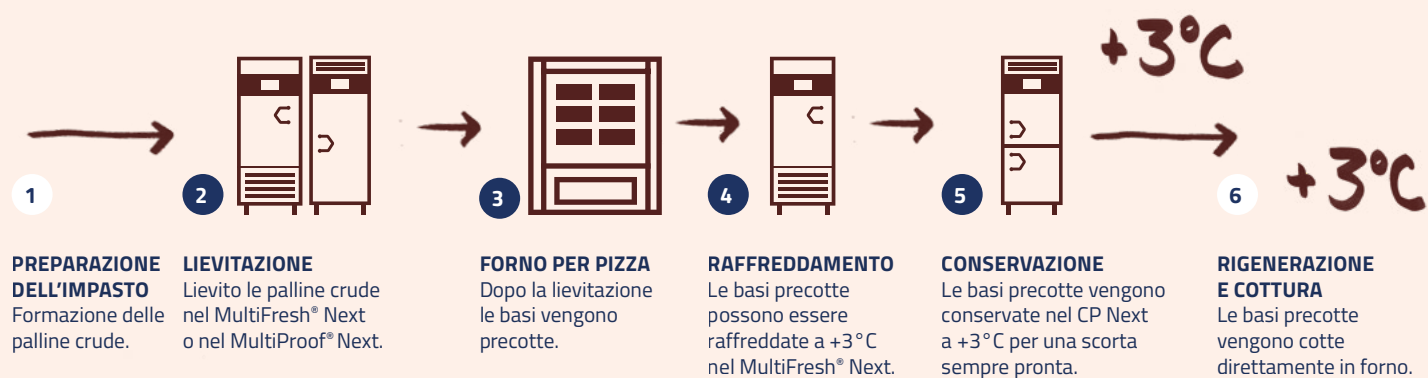 +3°C
+3°C
1
PREPARAZIONE
DELL'IMPASTO
Formazione delle
palline crude.
2
LIEVITAZIONE
Lievito le palline crude
nel MultiFresh® Next
o nel MultiProof® Next.
3
FORNO PER PIZZA
Dopo la lievitazione
le basi vengono
precotte.
4
RAFFREDDAMENTO
Le basi precotte
possono essere
raffreddate a +3°C
nel MultiFresh® Next.
5
CONSERVAZIONE
Le basi precotte vengono
conservate nel CP Next
a +3°C per una scorta
sempre pronta.
6
RIGENERAZIONE
E COTTURA
Le basi precotte
vengono cotte
direttamente in forno.